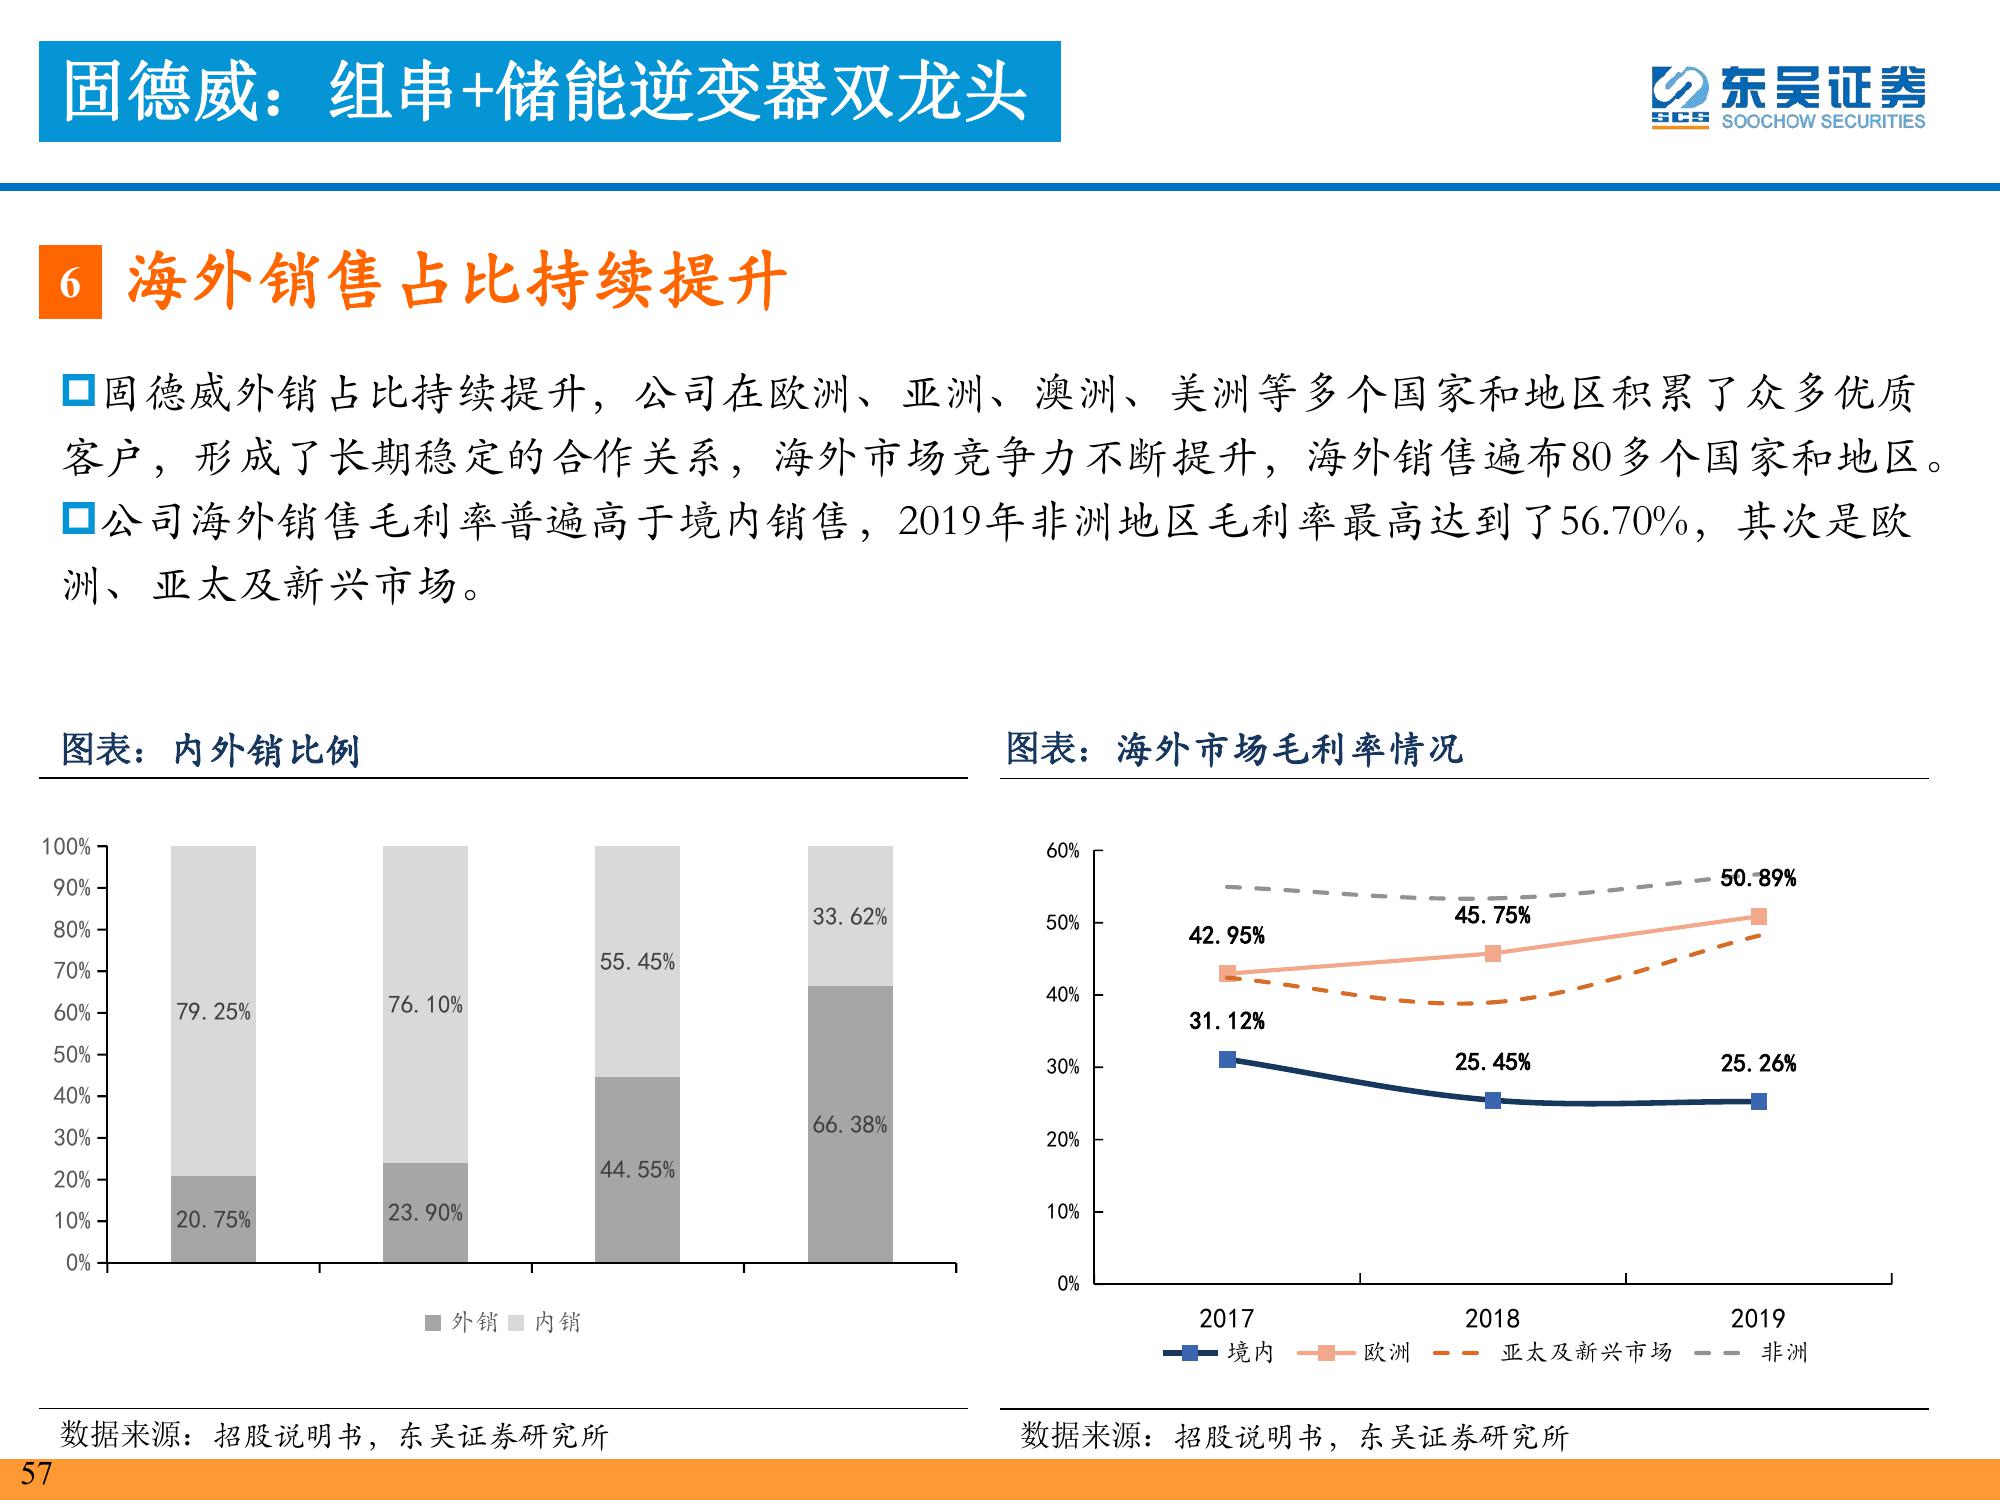 固德威：组串+储能逆变器双龙头
东吴证券
SCS
SOOCHOW SECURITIES
6
海外销售占比持续提升
固德威外销占比持续提升，公司在欧洲、亚洲、澳洲、美洲等多个国家和地区积累了众多优质
客户，形成了长期稳定的合作关系，海外市场竞争力不断提升，海外销售遍布80多个国家和地区。
公司海外销售毛利率普遍高于境内销售，2019年非洲地区毛利率最高达到了56.70%，其次是欧
洲、亚太及新兴市场。
图表：内外销比例
100%
90%
80%
70%
60%
50%
40%
30%
20%
10%
0%
79.25%
76.10%
55.45%
33.62%
20.75%
23.90%
44.55%
66.38%
外销 内销
数据来源：招股说明书，东吴证券研究所
图表：海外市场毛利率情况
60%
50%
40%
30%
20%
10%
0%
42.95%
45.75%
50.89%
31.12%
25.45%
25.26%
2017 2018 2019
境内 欧洲 亚太及新兴市场 非洲
数据来源：招股说明书，东吴证券研究所
57